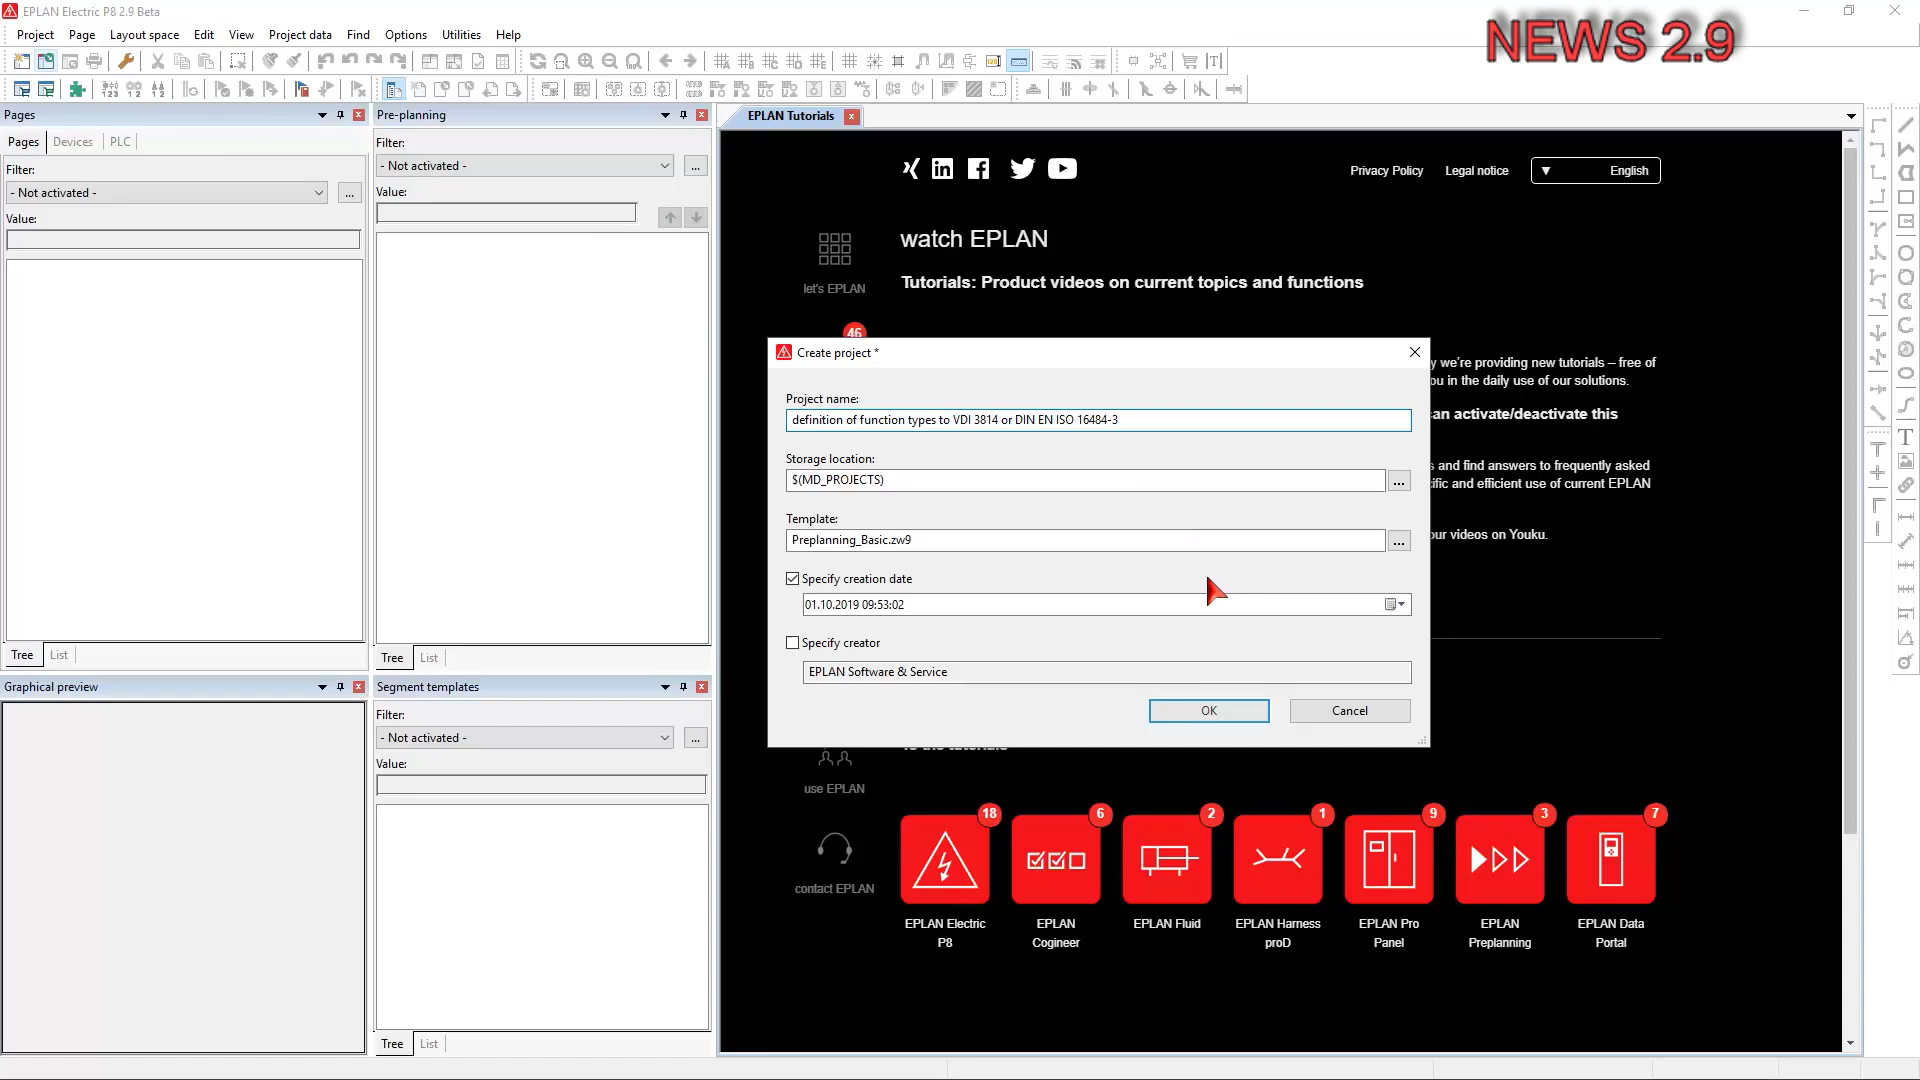 EPLAN Electric P8 2.9 Beta
NEWS 2.9
Project Page Layout space Edit View Project data Find Options Utilities Help
Pages
Pages Devices PLC
Filter:
- Not activated -
...
Value:
Tree List
Graphical preview
Pre-planning
Filter:
- Not activated -
...
Value:
Tree List
Segment templates
Filter:
- Not activated -
...
Value:
Tree List
EPLAN Tutorials
Privacy Policy Legal notice English
watch EPLAN
let's EPLAN
Tutorials: Product videos on current topics and functions
46
y we're providing new tutorials – free of
ou in the daily use of our solutions.
an activate/deactivate this
s and find answers to frequently asked
cific and efficient use of current EPLAN
our videos on Youku.
Create project *
Project name:
definition of function types to VDI 3814 or DIN EN ISO 16484-3
Storage location:
$(MD_PROJECTS)
...
Template:
Preplanning_Basic.zw9
...
Specify creation date
01.10.2019 09:53:02
Specify creator
EPLAN Software & Service
OK Cancel
use EPLAN
contact EPLAN
18 6 2 1 9 3 7
EPLAN Electric P8
EPLAN Cogineer
EPLAN Fluid
EPLAN Harness proD
EPLAN Pro Panel
EPLAN Preplanning
EPLAN Data Portal